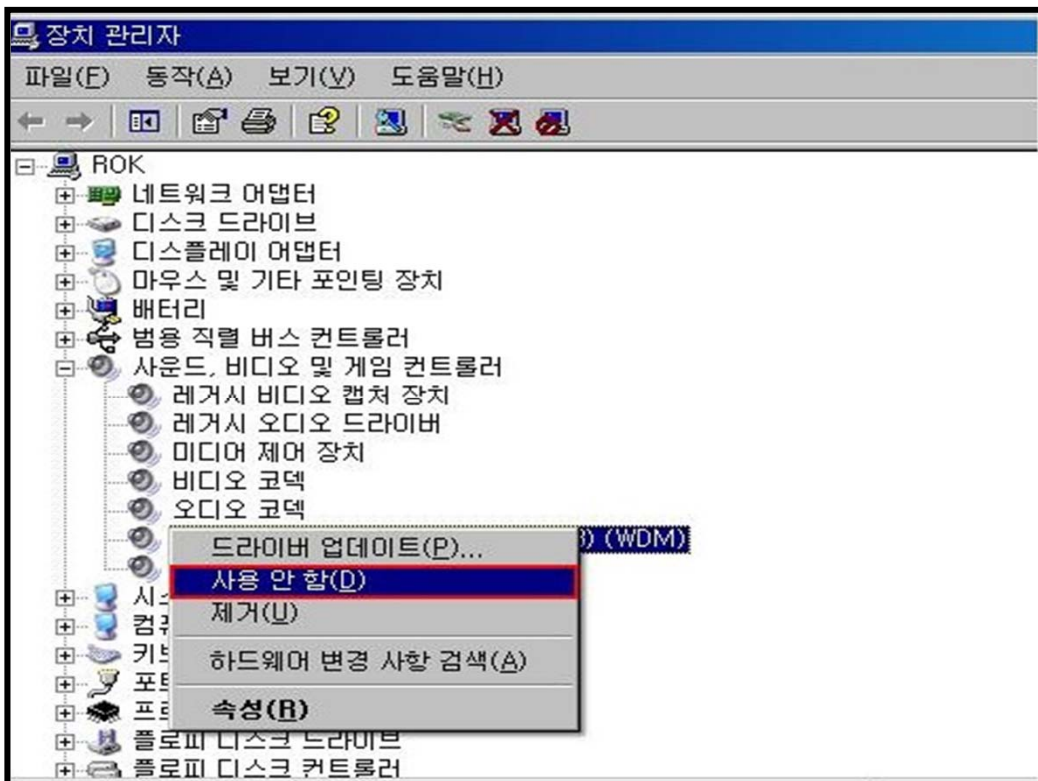 장치 관리자
파일(F) 동작(A) 보기(V) 도움말(H)
ROK
네트워크 어댑터
디스크 드라이브
디스플레이 어댑터
마우스 및 기타 포인팅 장치
배터리
범용 직렬 버스 컨트롤러
사운드, 비디오 및 게임 컨트롤러
레거시 비디오 캡처 장치
레거시 오디오 드라이버
미디어 제어 장치
비디오 코덱
오디오 코덱
(WDM)
드라이버 업데이트(P)...
사용 안 함(D)
제거(U)
하드웨어 변경 사항 검색(A)
속성(R)
플로피 디스크 드라이브
플로피 디스크 컨트롤러